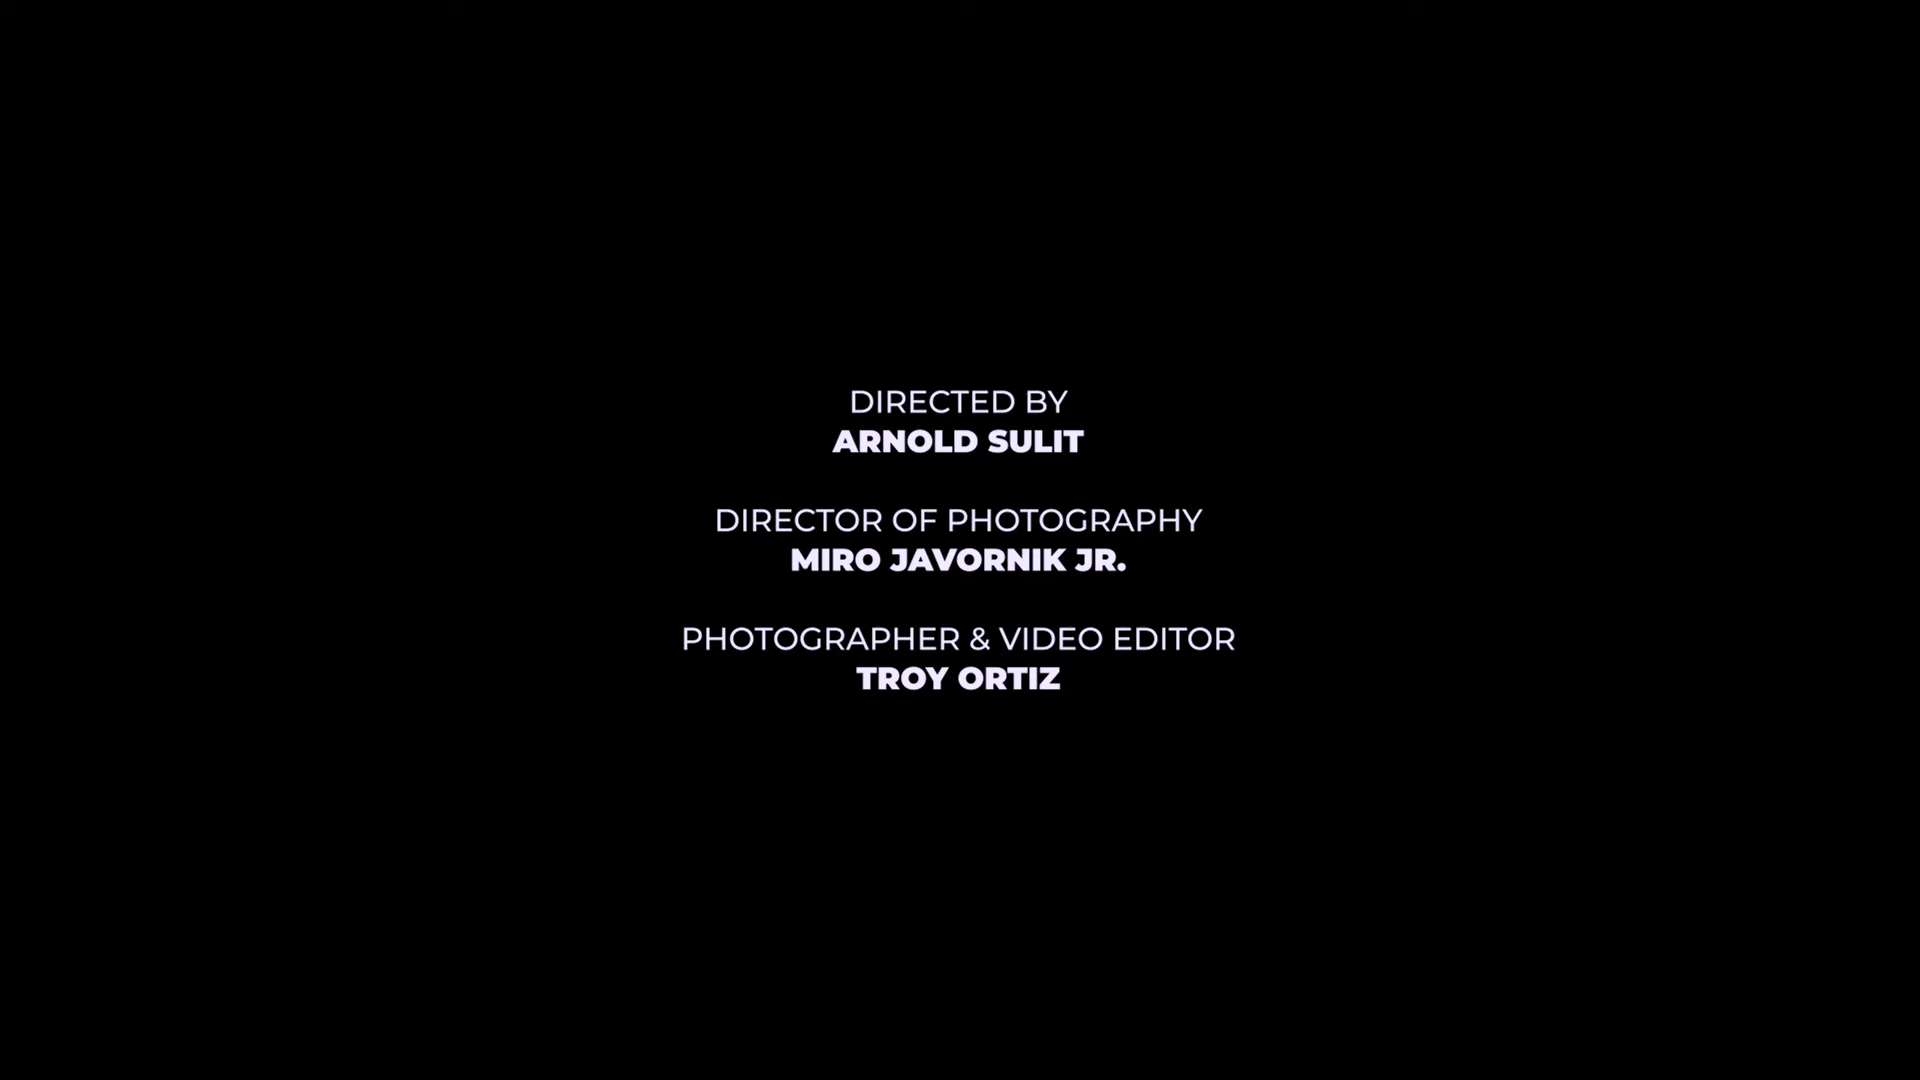 DIRECTED BY
ARNOLD SULIT
DIRECTOR OF PHOTOGRAPHY
MIRO JAVORNIK JR.
PHOTOGRAPHER & VIDEO EDITOR
TROY ORTIZ